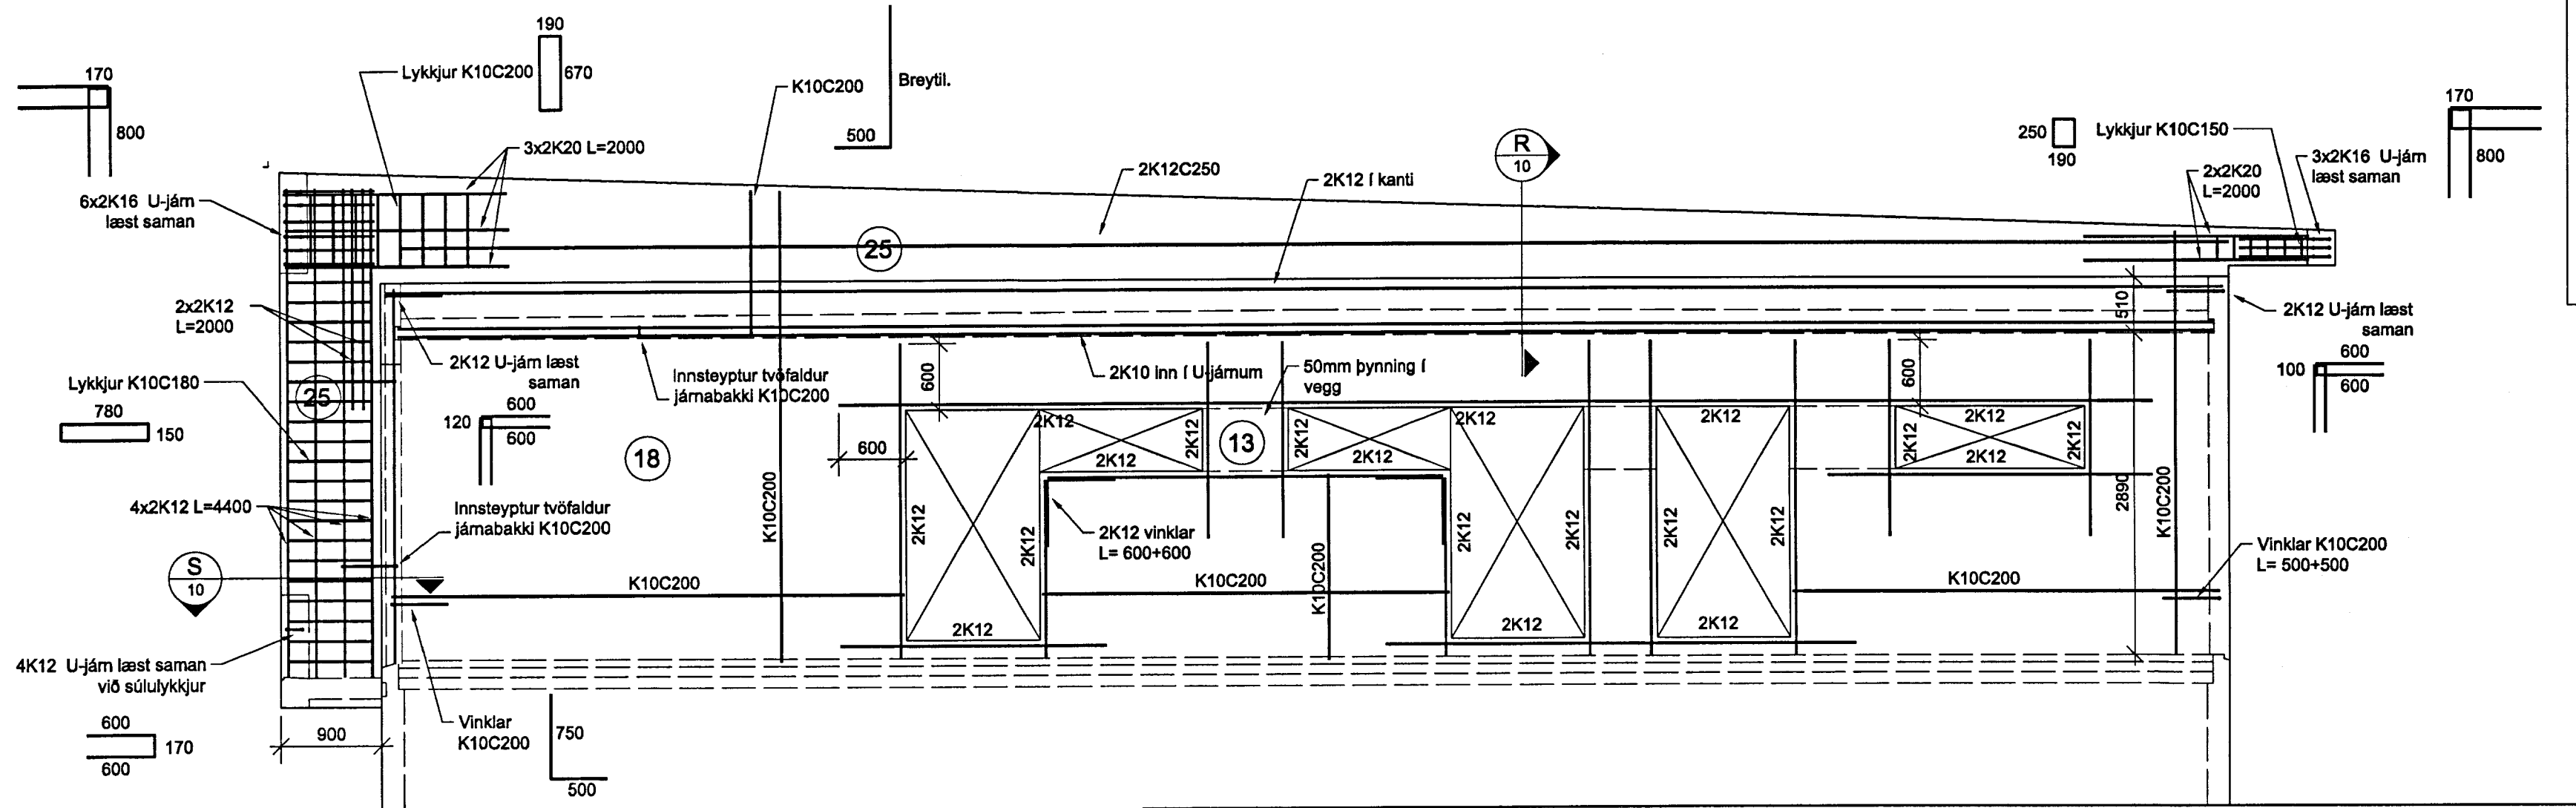 190
Lykkjur K10C200
670
170
800
K10C200
Breytil.
500
3x2K20 L=2000
R
10
2K12C250
2K12 í kanti
250
190
Lykkjur K10C150
170
800
3x2K16 U-járn
læst saman
2x2K20
L=2000
6x2K16 U-járn
læst saman
25
2x2K12
L=2000
510
2K12 U-járn læst
saman
2K12 U-járn læst
saman
Innsteyptur tvöfaldur
járnabakki K10C200
600
2K10 inn í U-járnum
50mm þynning í
vegg
600
600
100
600
Lykkjur K10C180
780
150
25
120
600
600
18
600
2K12
2K12
2K12
13
2K12
2K12
2K12
2K12
2K12
2K12
2K12
2K12
2K12
4x2K12 L=4400
Innsteyptur tvöfaldur
járnabakki K10C200
K10C200
2K12
2K12
2K12 vinklar
L= 600+600
2K12
2K12
2K12
2K12
2890
K10C200
S
10
K10C200
K10C200
K10C200
K10C200
Vinklar K10C200
L= 500+500
2K12
2K12
2K12
4K12 U-járn læst saman
við súlulykkjur
600
170
600
900
Vinklar
K10C200
750
500